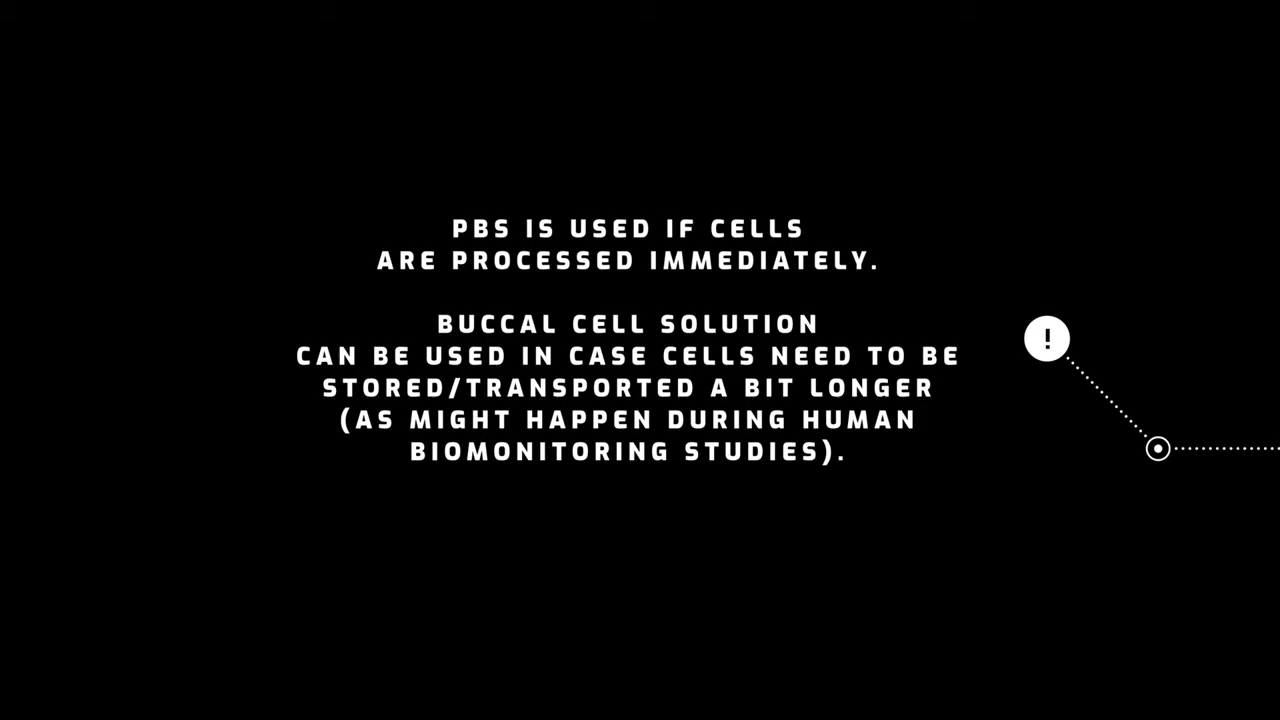 PBS IS USED IF CELLS
ARE PROCESSED IMMEDIATELY.
BUCCAL CELL SOLUTION
CAN BE USED IN CASE CELLS NEED TO BE
STORED/TRANSPORTED A BIT LONGER
(AS MIGHT HAPPEN DURING HUMAN
BIOMONITORING STUDIES).
!